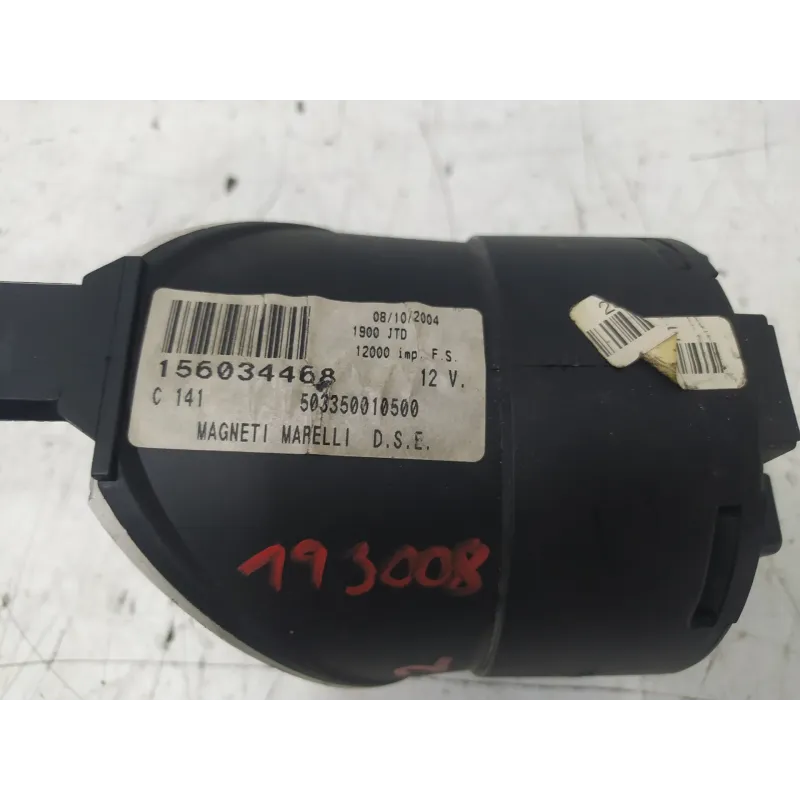 08/10/2004
1900 JTD
12000 imp. F.S.
156034468 12 V.
C 141 503350010500
MAGNETI MARELLI D.S.E.
193008